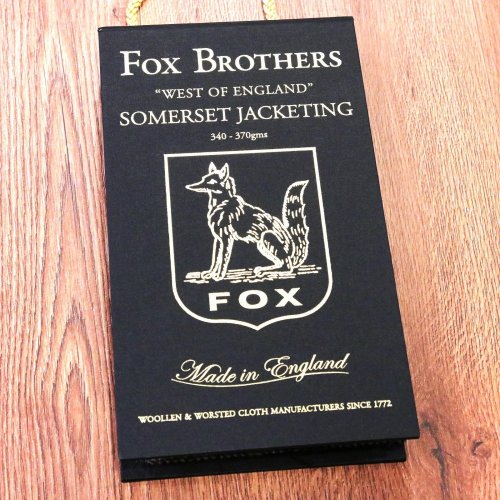 FOX BROTHERS
"WEST OF ENGLAND"
SOMERSET JACKETING
340 - 370gms
FOX
Made in England
WOOLLEN & WORSTED CLOTH MANUFACTURERS SINCE 1772